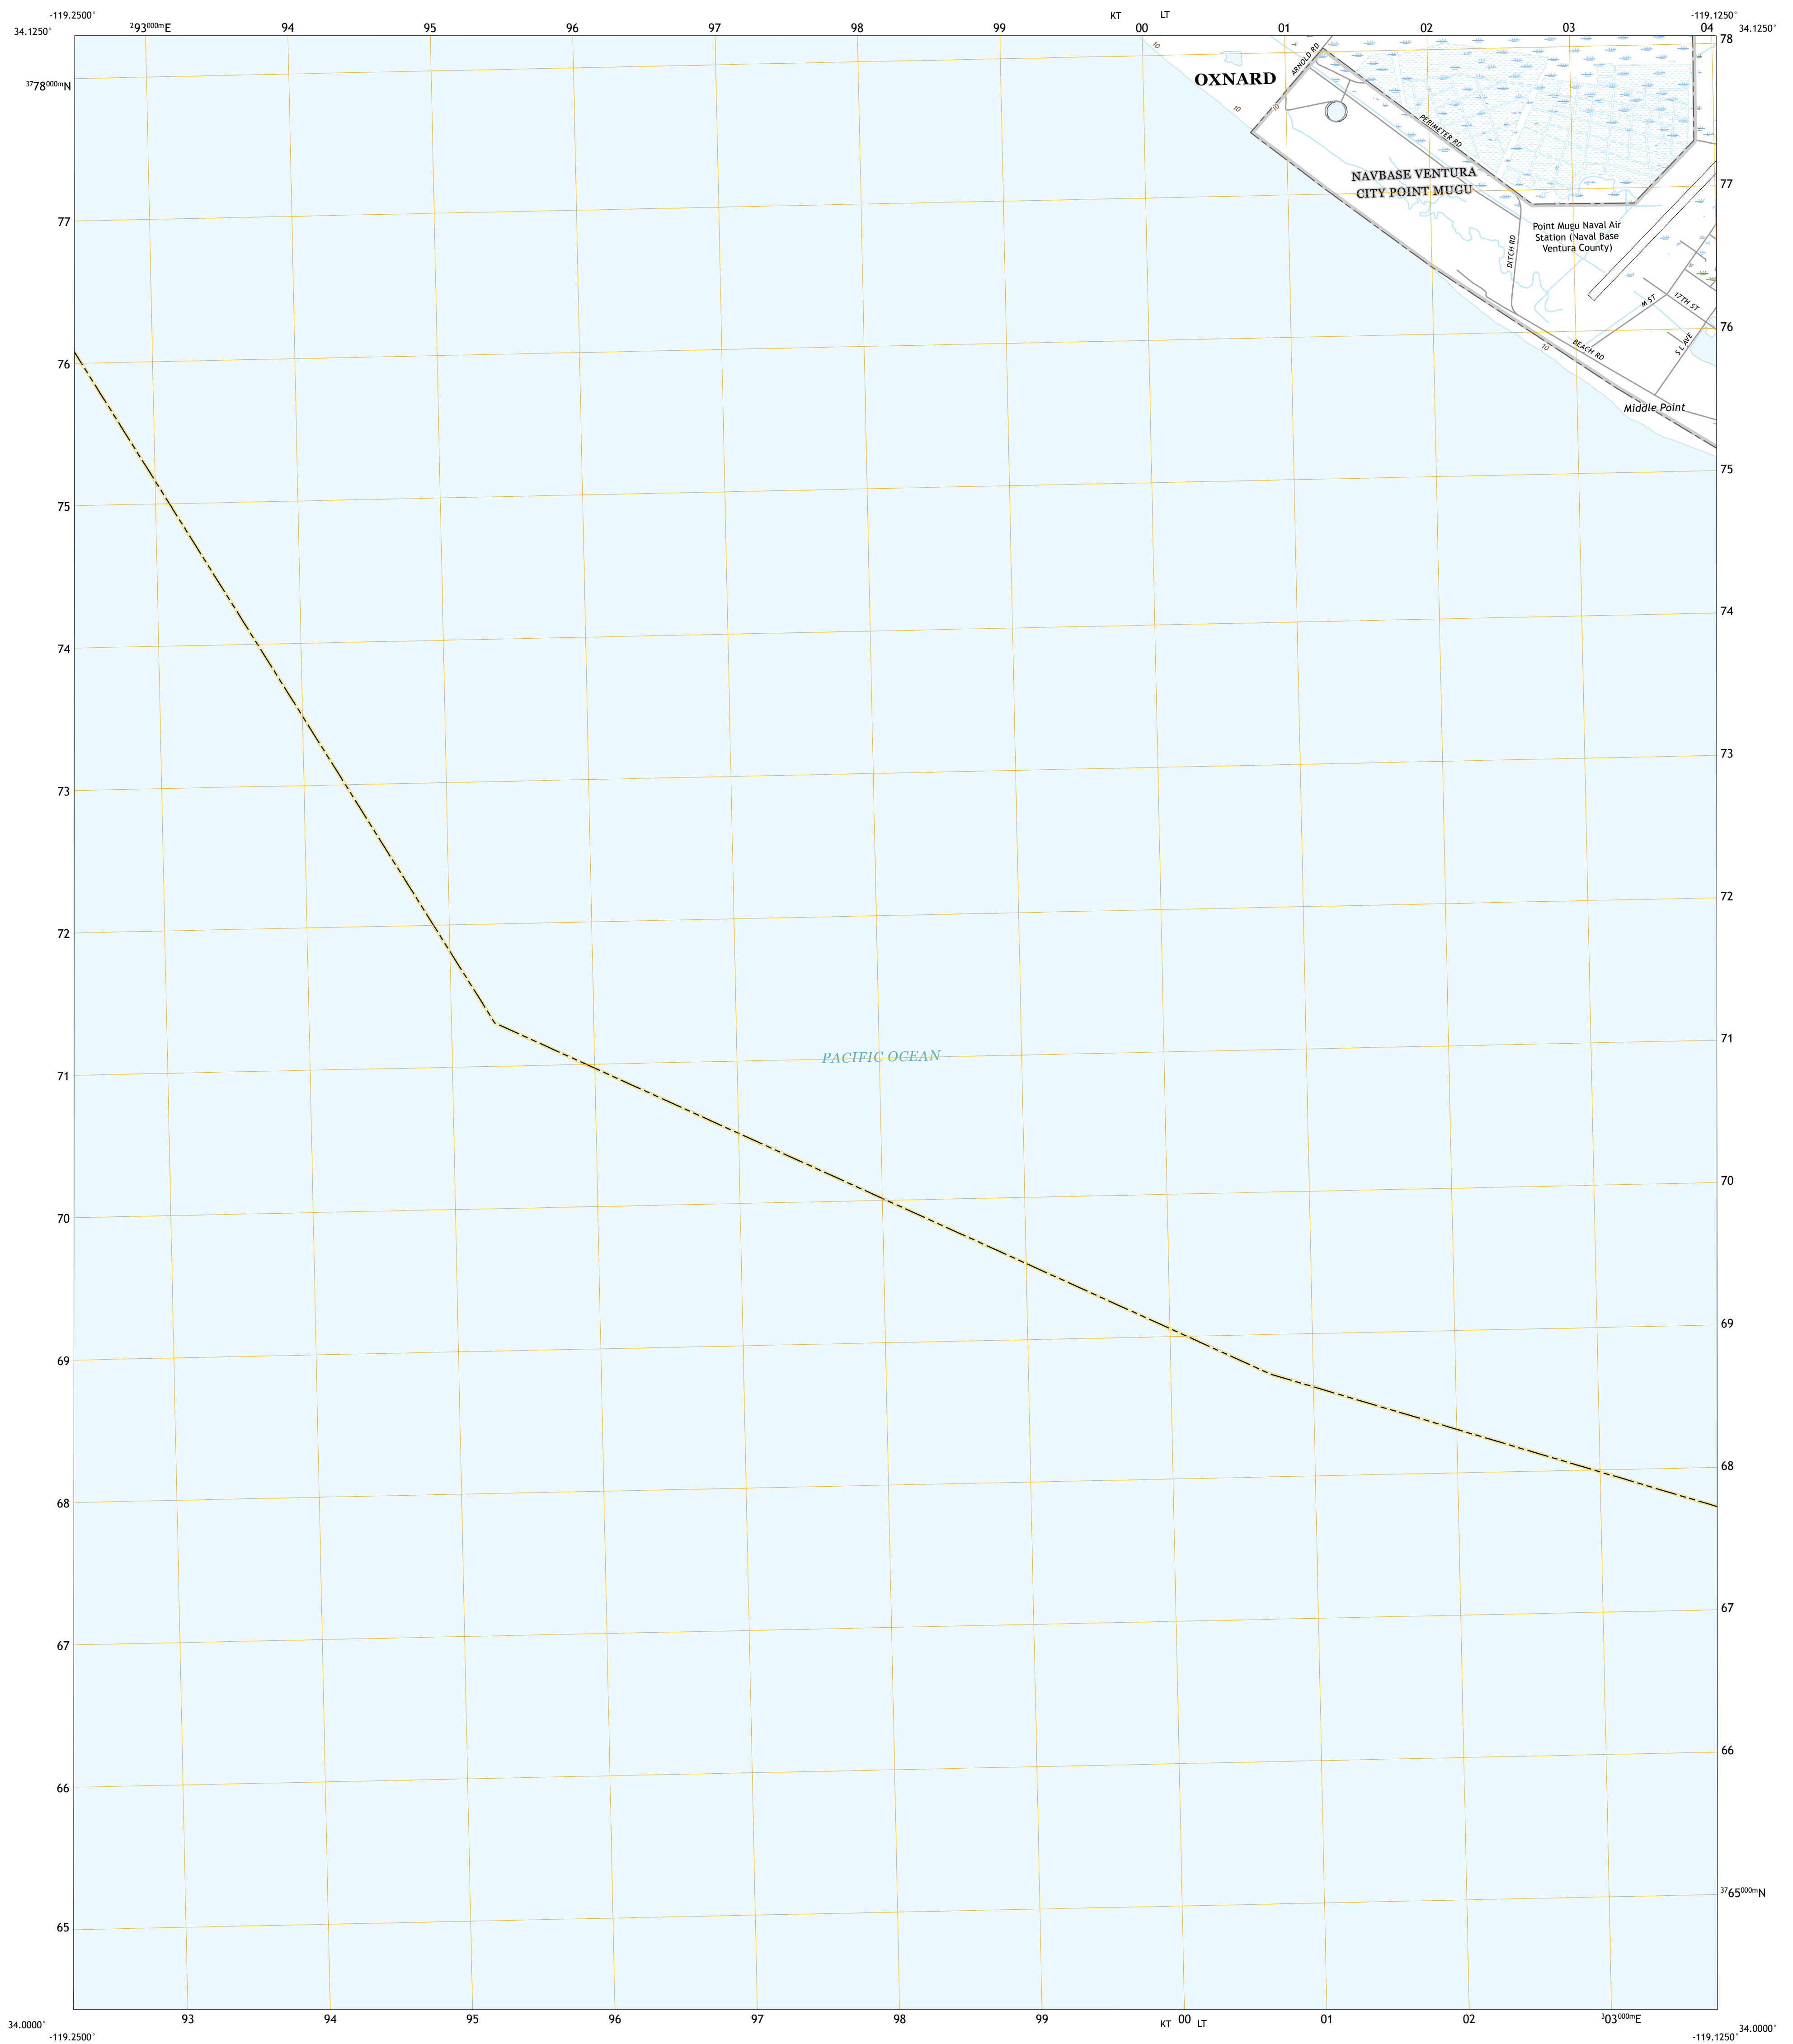 -119.2500°
KT
LT
-119.1250°
34.1250°
²93⁰⁰⁰ᵐE
94
95
96
97
98
99
00
01
02
03
04
34.1250°
78
³⁷78⁰⁰⁰ᵐN
10
ARNOLD RD
OXNARD
10
10
PERIMETER RD
NAVBASE VENTURA
CITY POINT MUGU
77
77
Point Mugu Naval Air
Station (Naval Base
Ventura County)
DITCH RD
M ST
17TH ST
76
S L AVE
BEACH RD
10
76
Middle Point
75
75
74
74
73
73
72
72
71
PACIFIC OCEAN
71
70
70
69
69
68
68
67
67
66
66
³⁷65⁰⁰⁰ᵐN
65
93
94
95
96
97
98
99
KT
00
LT
01
02
³03⁰⁰⁰ᵐE
34.0000°
34.0000°
-119.2500°
-119.1250°